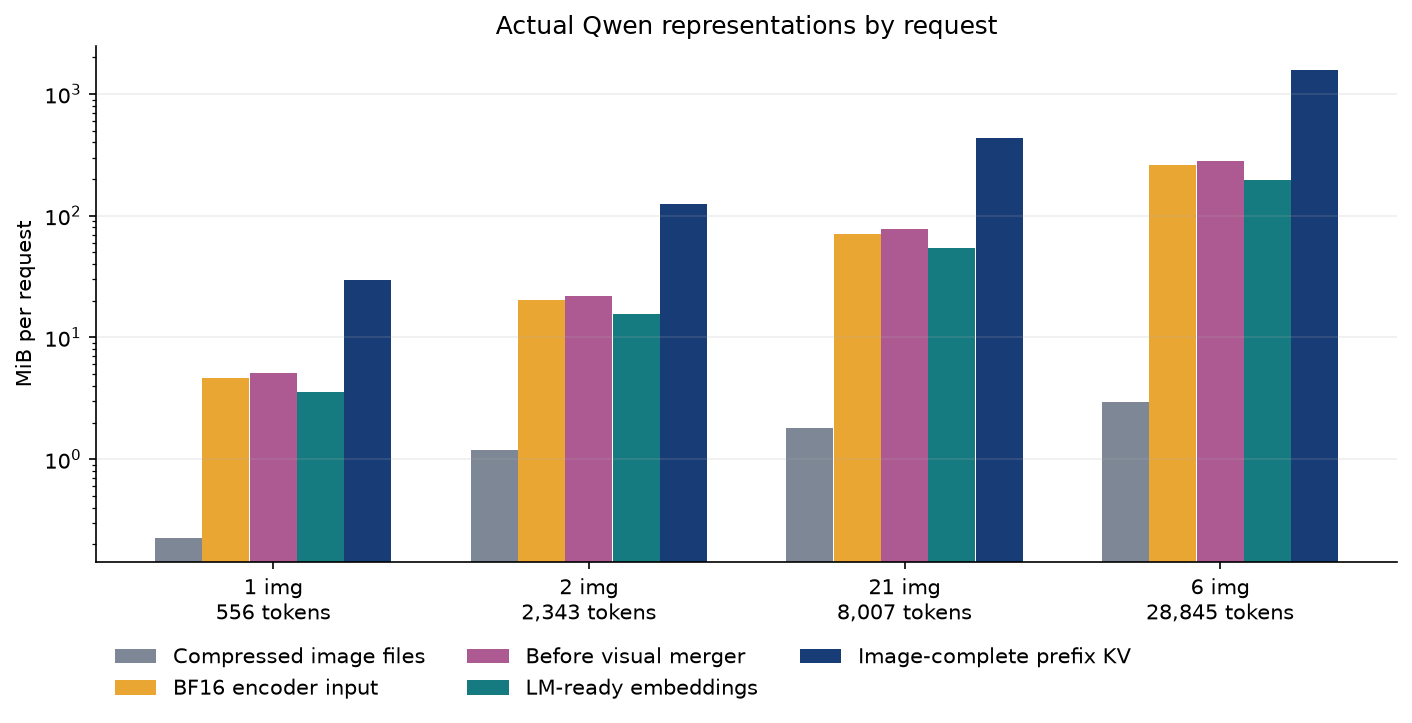 Actual Qwen representations by request
MiB per request
10³
10²
10¹
10⁰
1 img
556 tokens
2 img
2,343 tokens
21 img
8,007 tokens
6 img
28,845 tokens
Compressed image files
BF16 encoder input
Before visual merger
LM-ready embeddings
Image-complete prefix KV